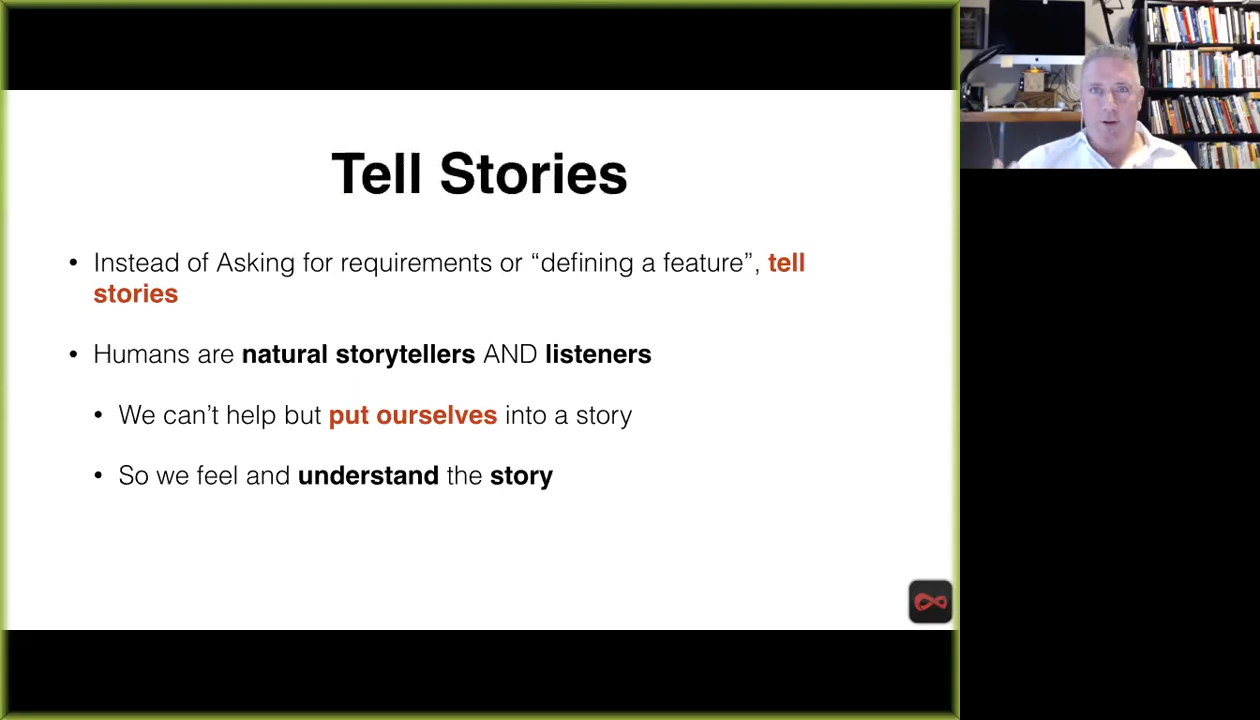 Tell Stories
• Instead of Asking for requirements or “defining a feature”, tell
stories
• Humans are natural storytellers AND listeners
• We can’t help but put ourselves into a story
• So we feel and understand the story